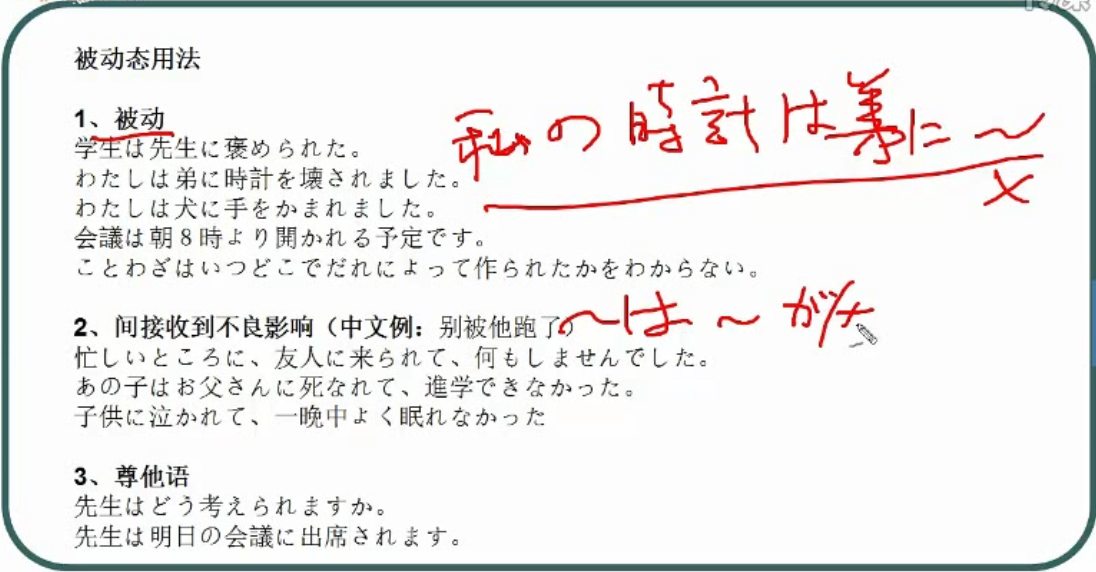 被动态用法
1、被动
私の時計は弟に～
学生は先生に褒められた。
わたしは弟に時計を壊されました。
×
わたしは犬に手をかまれました。
会議は朝８時より開かれる予定です。
ことわざはいつどこでだれによって作られたかをわからない。
2、间接收到不良影响（中文例：别被他跑了）
～は～が/
忙しいところに、友人に来られて、何もしませんでした。
あの子はお父さんに死なれて、進学できなかった。
子供に泣かれて、一晩中よく眠れなかった
3、尊他语
先生はどう考えられますか。
先生は明日の会議に出席されます。